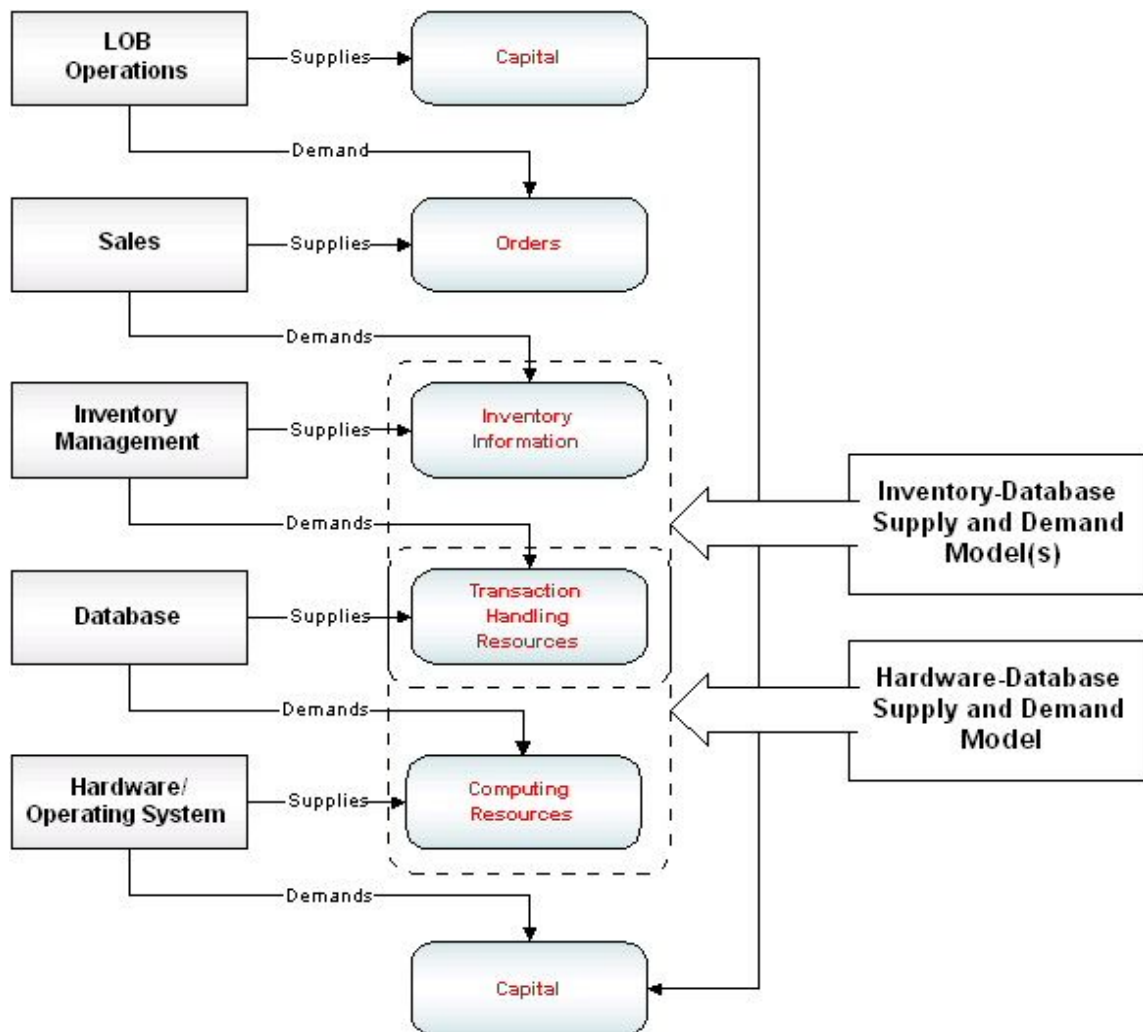 LOB
Operations
Supplies
Capital
Demand
Sales
Supplies
Orders
Demands
Inventory
Management
Supplies
Inventory
Information
Demands
Inventory-Database
Supply and Demand
Model(s)
Database
Supplies
Transaction
Handling
Resources
Demands
Hardware-Database
Supply and Demand
Model
Hardware/
Operating System
Supplies
Computing
Resources
Demands
Capital